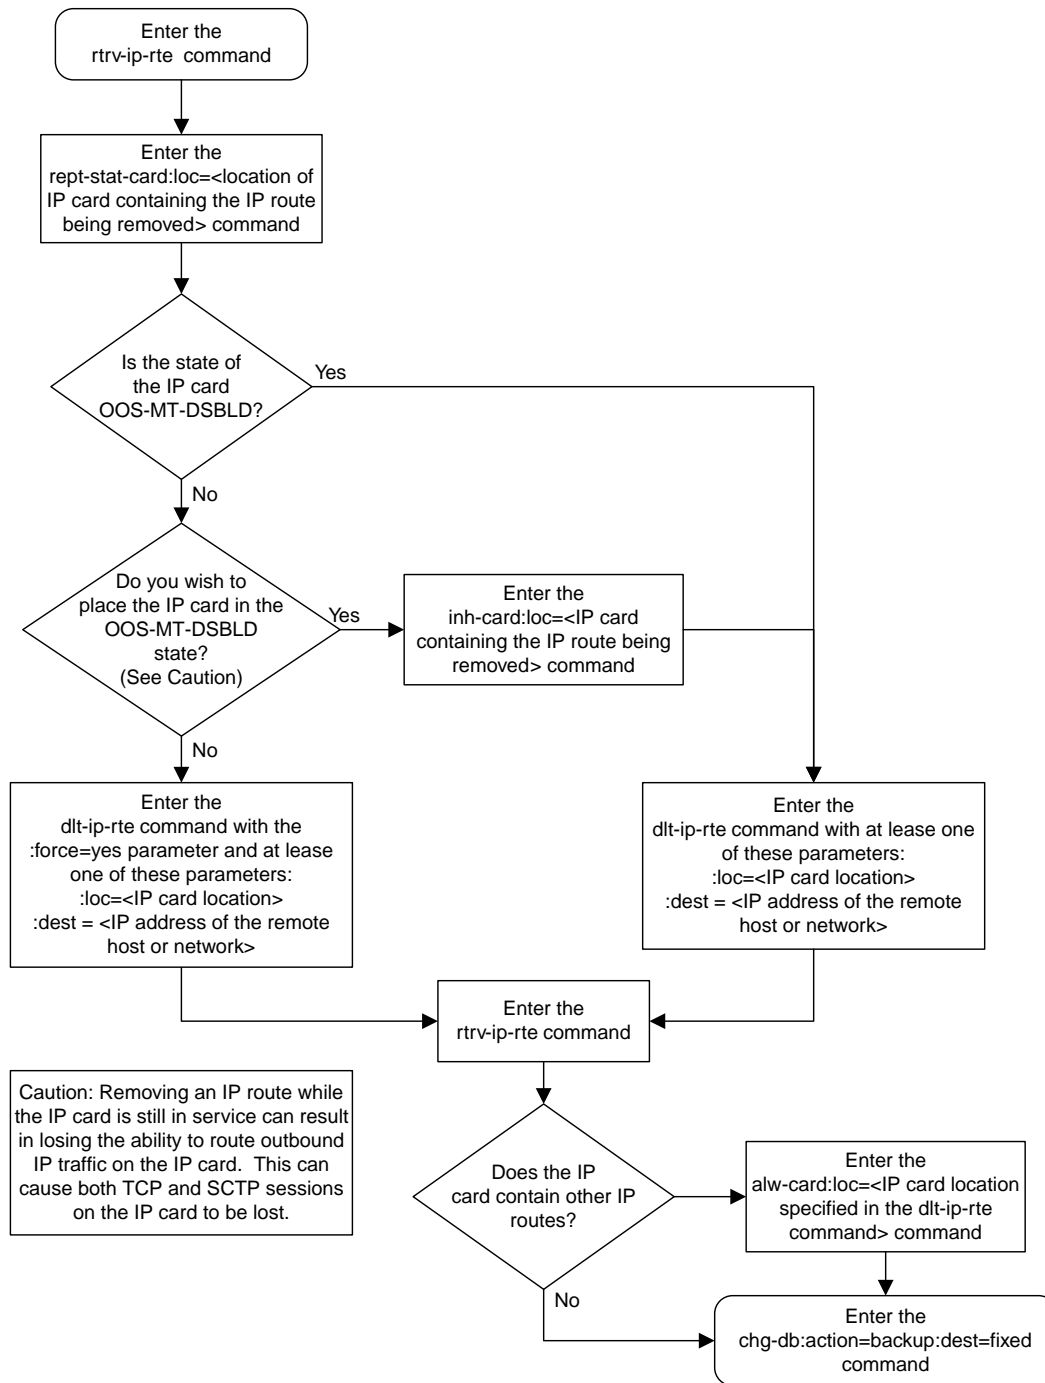 Enter the
rtrv-ip-rte command
Enter the
rept-stat-card:loc=<location of
IP card containing the IP route
being removed> command
Is the state of
the IP card
OOS-MT-DSBLD?
Yes
No
Do you wish to
place the IP card in the
OOS-MT-DSBLD
state?
(See Caution)
Yes
Enter the
inh-card:loc=<IP card
containing the IP route being
removed> command
No
Enter the
dlt-ip-rte command with the
:force=yes parameter and at lease
one of these parameters:
:loc=<IP card location>
:dest = <IP address of the remote
host or network>
Enter the
dlt-ip-rte command with at lease one
of these parameters:
:loc=<IP card location>
:dest = <IP address of the remote
host or network>
Enter the
rtrv-ip-rte command
Caution: Removing an IP route while
the IP card is still in service can result
in losing the ability to route outbound
IP traffic on the IP card. This can
cause both TCP and SCTP sessions
on the IP card to be lost.
Does the IP
card contain other IP
routes?
Enter the
alw-card:loc=<IP card location
specified in the dlt-ip-rte
command> command
No
Enter the
chg-db:action=backup:dest=fixed
command